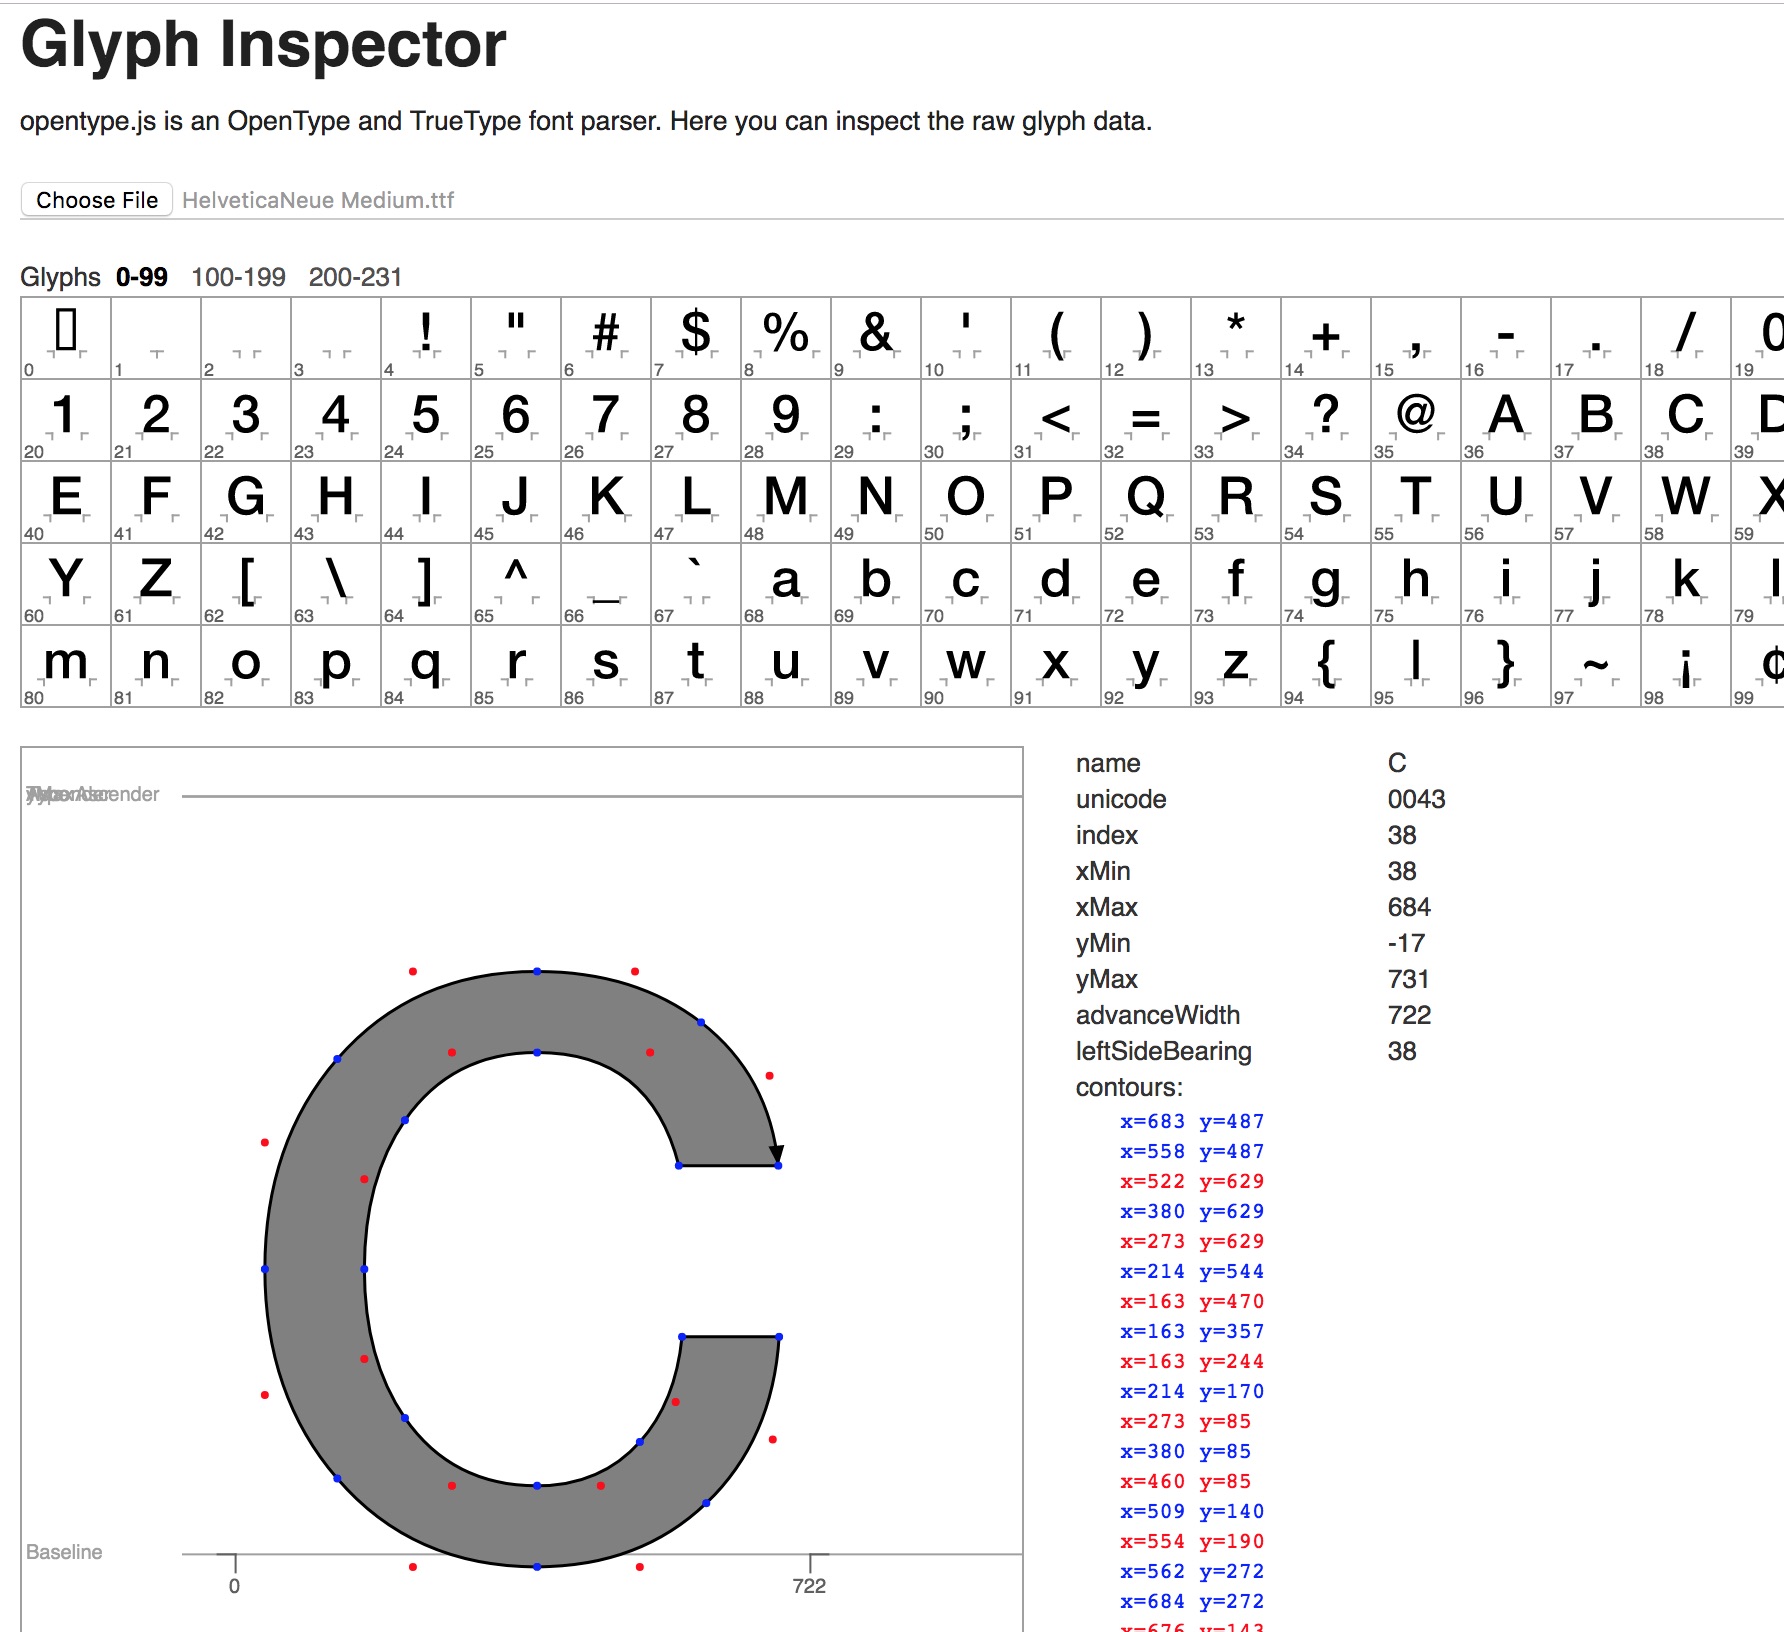 Glyph Inspector
opentype.js is an OpenType and TrueType font parser. Here you can inspect the raw glyph data.
Choose File HelveticaNeue Medium.ttf
Glyphs 0-99 100-199 200-231
! " # $ % & ' ( ) * + , - . / 0
0 1 2 3 4 5 6 7 8 9 10 11 12 13 14 15 16 17 18 19
1 2 3 4 5 6 7 8 9 : ; < = > ? @ A B C D
20 21 22 23 24 25 26 27 28 29 30 31 32 33 34 35 36 37 38 39
E F G H I J K L M N O P Q R S T U V W X
40 41 42 43 44 45 46 47 48 49 50 51 52 53 54 55 56 57 58 59
Y Z [ \ ] ^ _ ` a b c d e f g h i j k l
60 61 62 63 64 65 66 67 68 69 70 71 72 73 74 75 76 77 78 79
m n o p q r s t u v w x y z { | } ~ ¡ ¢
80 81 82 83 84 85 86 87 88 89 90 91 92 93 94 95 96 97 98 99
C
Baseline
0 722
name C
unicode 0043
index 38
xMin 38
xMax 684
yMin -17
yMax 731
advanceWidth 722
leftSideBearing 38
contours:
x=683 y=487
x=558 y=487
x=522 y=629
x=380 y=629
x=273 y=629
x=214 y=544
x=163 y=470
x=163 y=357
x=163 y=244
x=214 y=170
x=273 y=85
x=380 y=85
x=460 y=85
x=509 y=140
x=554 y=190
x=562 y=272
x=684 y=272
x=676 y=143